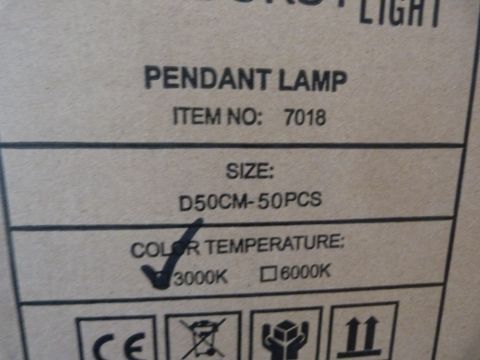 LIGHT
PENDANT LAMP
ITEM NO: 7018
SIZE:
D50CM-50PCS
COLOR TEMPERATURE:
3000K 6000K
CE